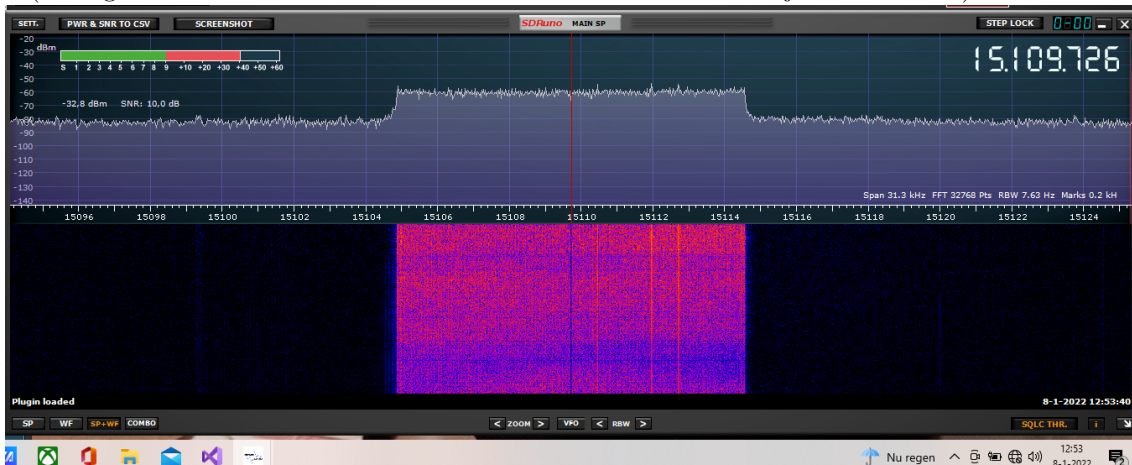 SETT. PWR & SNR TO CSV SCREENSHOT SDRuno MAIN SP STEP LOCK 0-00
-20
dBm
-30
-40
S 1 2 3 4 5 6 7 8 9 +10 +20 +30 +40 +50 +60
15.109.726
-50
-60
-70
-32,8 dBm SNR: 10,0 dB
-80
-90
-100
-110
-120
-130
Span 31.3 kHz FFT 32768 Pts RBW 7.63 Hz Marks 0.2 kH
-140
15096 15098 15100 15102 15104 15106 15108 15110 15112 15114 15116 15118 15120 15122 15124
Plugin loaded 8-1-2022 12:53:40
SP WF SP+WF COMBO < ZOOM > VFO < RBW > SQLC THR. i
Nu regen 12:53
8-1-2022 2